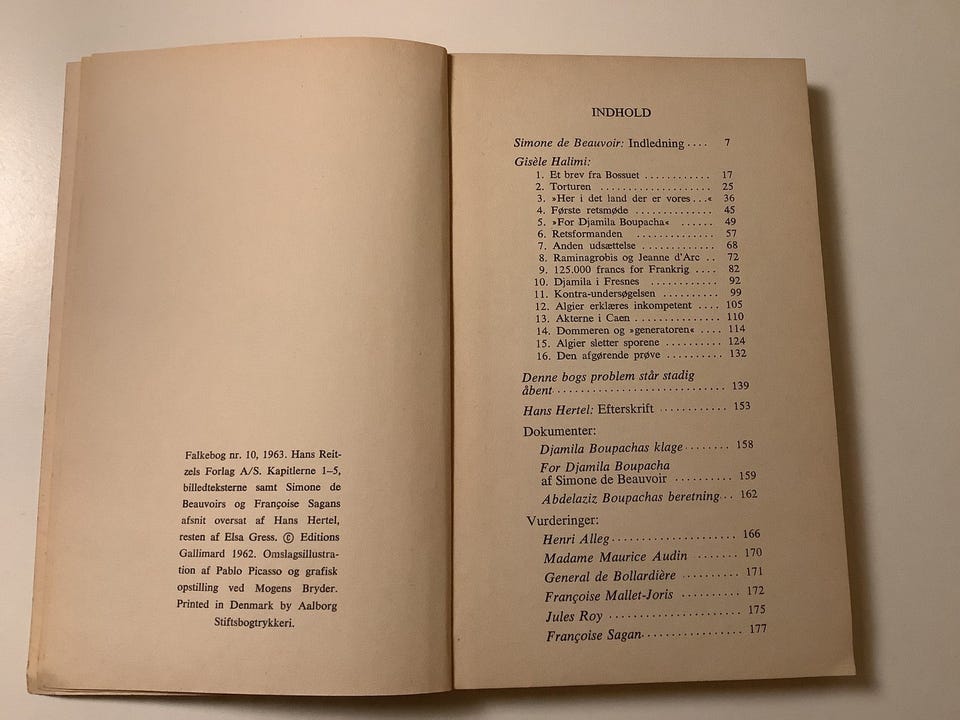 Falkebog nr. 10, 1963. Hans Reit-
zels Forlag A/S. Kapitlerne 1–5,
billedteksterne samt Simone de
Beauvoirs og Françoise Sagans
afsnit oversat af Hans Hertel,
resten af Elsa Gress. © Editions
Gallimard 1962. Omslagsillustra-
tion af Pablo Picasso og grafisk
opstilling ved Mogens Bryder.
Printed in Denmark by Aalborg
Stiftsbogtrykkeri.
INDHOLD
Simone de Beauvoir: Indledning .... 7
Gisèle Halimi:
1. Et brev fra Bossuet ............ 17
2. Torturen .................... 25
3. »Her i det land der er vores...« 36
4. Første retsmøde .............. 45
5. »For Djamila Boupacha« ...... 49
6. Retsformanden .............. 57
7. Anden udsættelse ............. 68
8. Raminagrobis og Jeanne d'Arc .. 72
9. 125.000 francs for Frankrig .... 82
10. Djamila i Fresnes ............ 92
11. Kontra-undersøgelsen .......... 99
12. Algier erklæres inkompetent .... 105
13. Akterne i Caen .............. 110
14. Dommeren og »generatoren« .... 114
15. Algier sletter sporene .......... 124
16. Den afgørende prøve .......... 132
Denne bogs problem står stadig
åbent............................. 139
Hans Hertel: Efterskrift ............ 153
Dokumenter:
Djamila Boupachas klage.......... 158
For Djamila Boupacha
af Simone de Beauvoir .......... 159
Abdelaziz Boupachas beretning.. 162
Vurderinger:
Henri Alleg..................... 166
Madame Maurice Audin ....... 170
General de Bollardière ......... 171
Françoise Mallet-Joris .......... 172
Jules Roy ...................... 175
Françoise Sagan................. 177